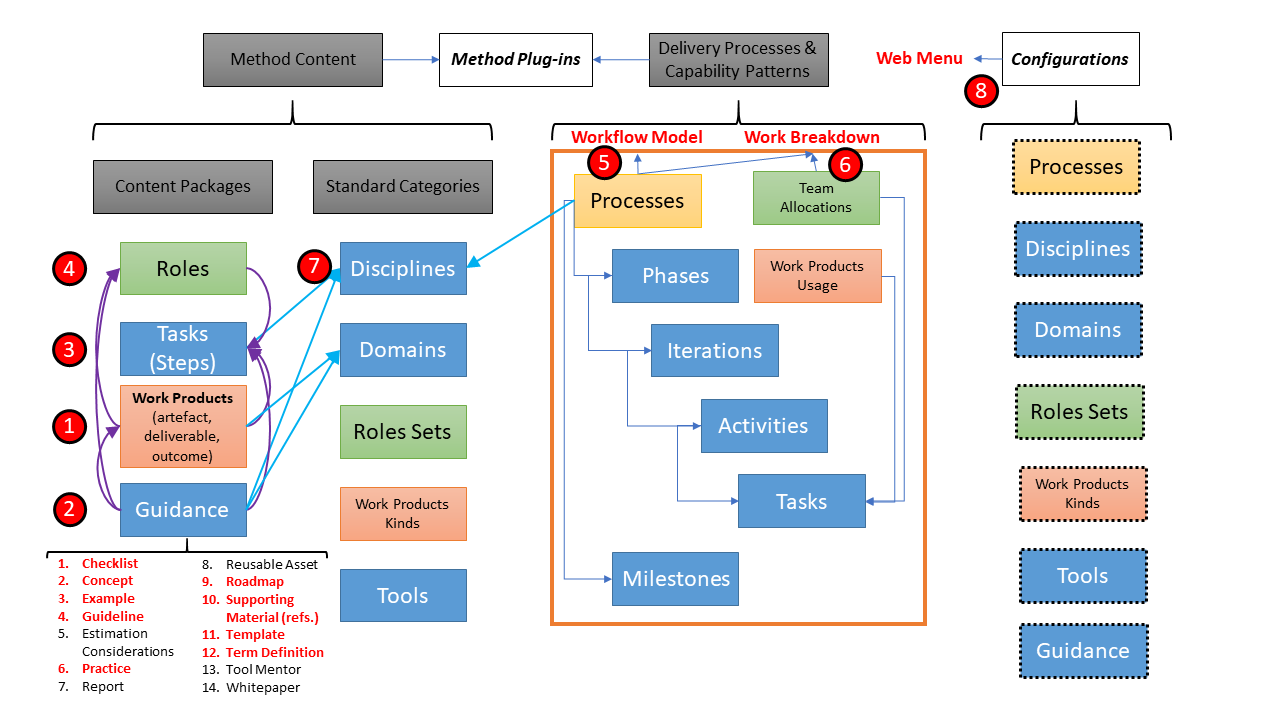 Method Content
Method Plug-ins
Delivery Processes &
Capability Patterns
Web Menu
Configurations
8
Workflow Model
Work Breakdown
5
6
Content Packages
Standard Categories
4
Roles
3
Tasks
(Steps)
1
Work Products
(artefact,
deliverable,
outcome)
2
Guidance
1. Checklist
2. Concept
3. Example
4. Guideline
5. Estimation
Considerations
6. Practice
7. Report
8. Reusable Asset
9. Roadmap
10. Supporting
Material (refs.)
11. Template
12. Term Definition
13. Tool Mentor
14. Whitepaper
7
Disciplines
Domains
Roles Sets
Work Products
Kinds
Tools
Processes
Team
Allocations
Phases
Work Products
Usage
Iterations
Activities
Tasks
Milestones
Processes
Disciplines
Domains
Roles Sets
Work Products
Kinds
Tools
Guidance